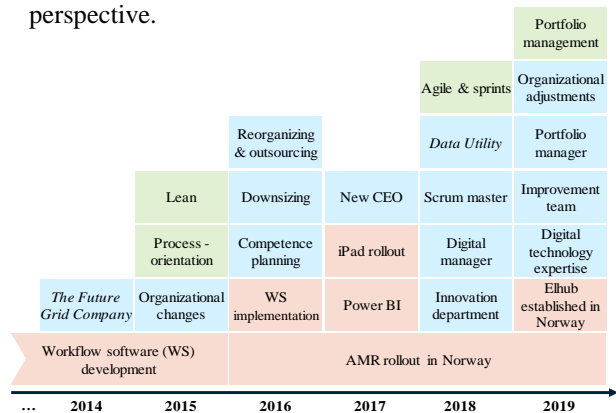 perspective.
Portfolio
management
Agile & sprints
Organizational
adjustments
Reorganizing
& outsourcing
Data Utility
Portfolio
manager
Lean
Downsizing
New CEO
Scrum master
Improvement
team
Process -
orientation
Competence
planning
iPad rollout
Digital
manager
Digital
technology
expertise
The Future
Grid Company
Organizational
changes
WS
implementation
Power BI
Innovation
department
Elhub
established in
Norway
Workflow software (WS)
development
AMR rollout in Norway
... 2014 2015 2016 2017 2018 2019